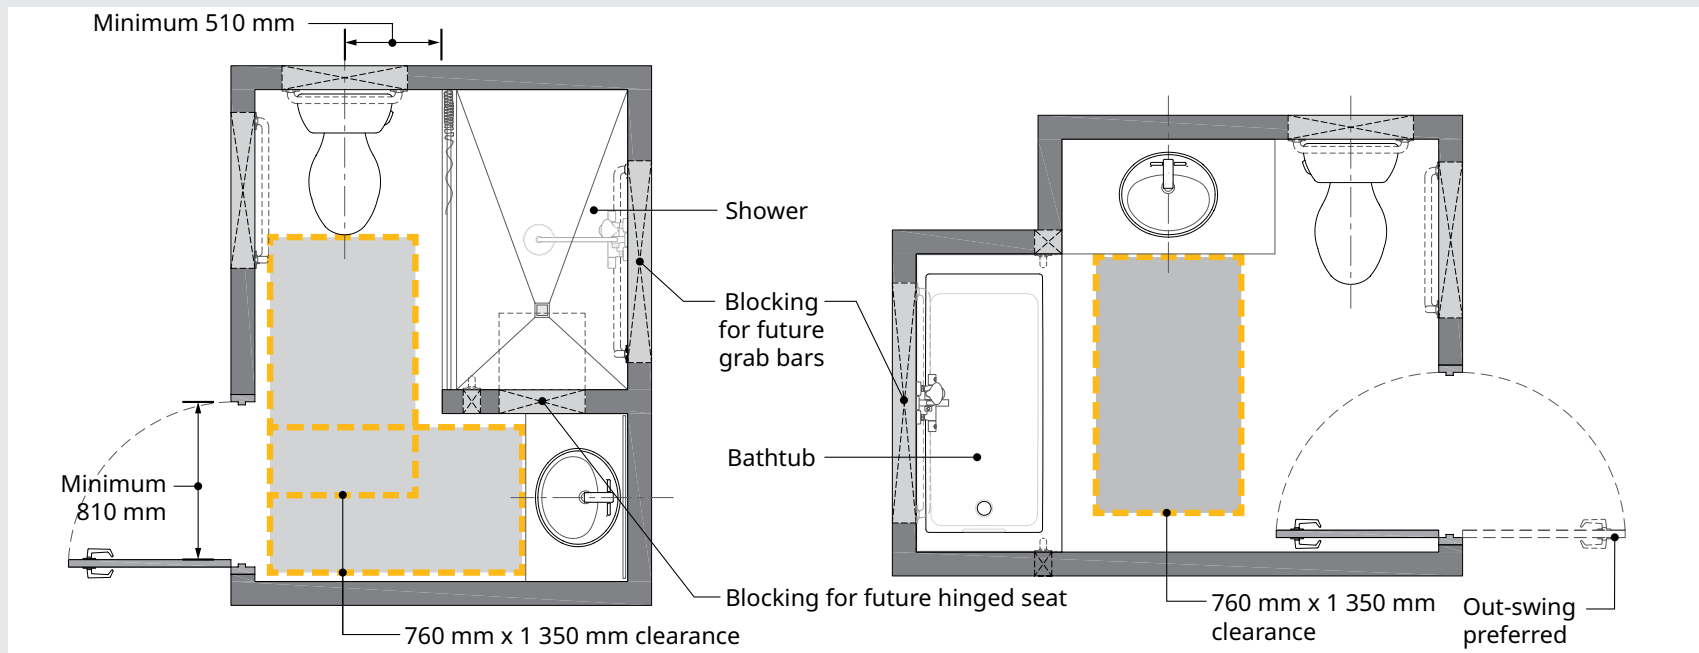 Minimum 510 mm
Shower
Blocking
for future
grab bars
Bathtub
Minimum
810 mm
Blocking for future hinged seat
760 mm x 1 350 mm clearance
760 mm x 1 350 mm
clearance
Out-swing
preferred